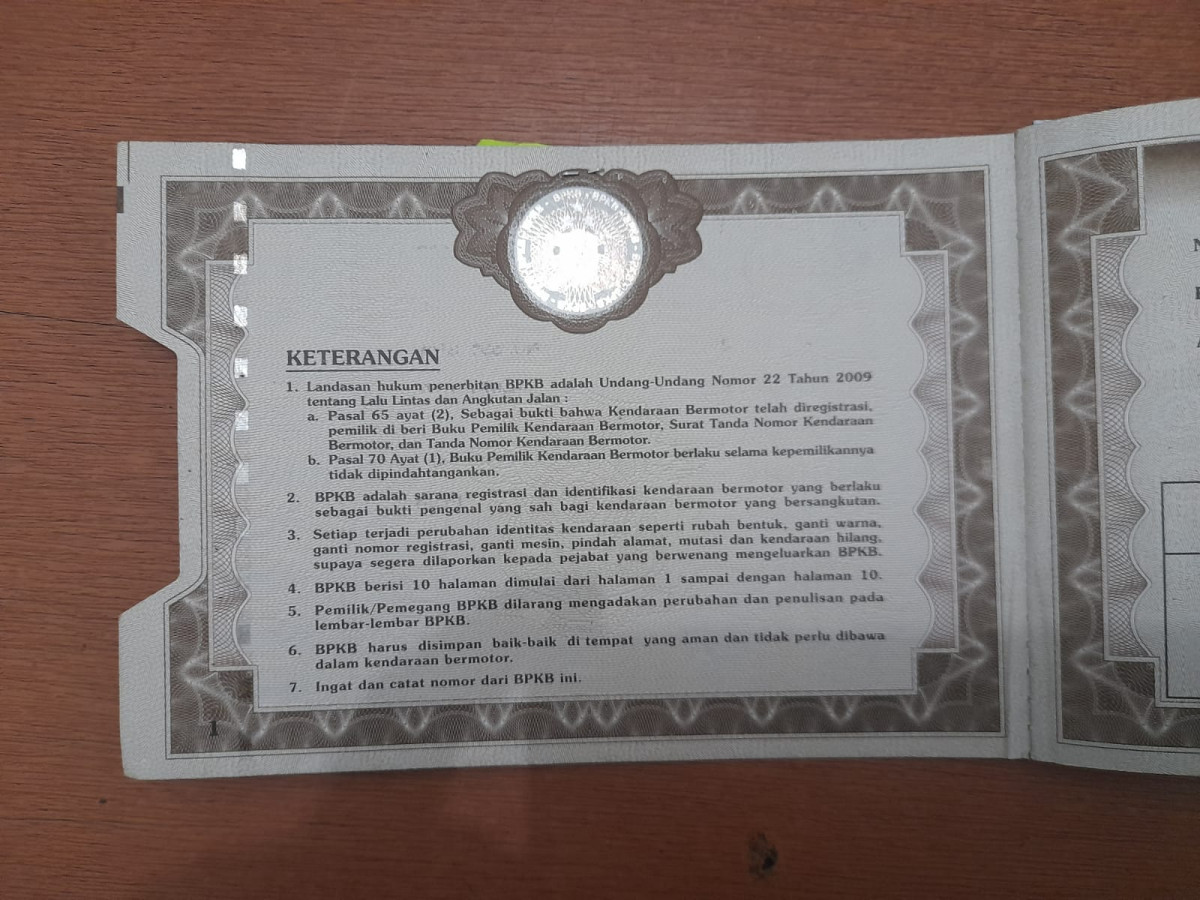 BPKB • BPKB
KETERANGAN
1. Landasan hukum penerbitan BPKB adalah Undang-Undang Nomor 22 Tahun 2009
tentang Lalu Lintas dan Angkutan Jalan :
a. Pasal 65 ayat (2), Sebagai bukti bahwa Kendaraan Bermotor telah diregistrasi,
pemilik di beri Buku Pemilik Kendaraan Bermotor, Surat Tanda Nomor Kendaraan
Bermotor, dan Tanda Nomor Kendaraan Bermotor.
b. Pasal 70 Ayat (1), Buku Pemilik Kendaraan Bermotor berlaku selama kepemilikannya
tidak dipindahtangankan.
2. BPKB adalah sarana registrasi dan identifikasi kendaraan bermotor yang berlaku
sebagai bukti pengenal yang sah bagi kendaraan bermotor yang bersangkutan.
3. Setiap terjadi perubahan identitas kendaraan seperti rubah bentuk, ganti warna,
ganti nomor registrasi, ganti mesin, pindah alamat, mutasi dan kendaraan hilang,
supaya segera dilaporkan kepada pejabat yang berwenang mengeluarkan BPKB.
4. BPKB berisi 10 halaman dimulai dari halaman 1 sampai dengan halaman 10.
5. Pemilik/Pemegang BPKB dilarang mengadakan perubahan dan penulisan pada
lembar-lembar BPKB.
6. BPKB harus disimpan baik-baik di tempat yang aman dan tidak perlu dibawa
dalam kendaraan bermotor.
7. Ingat dan catat nomor dari BPKB ini.
1